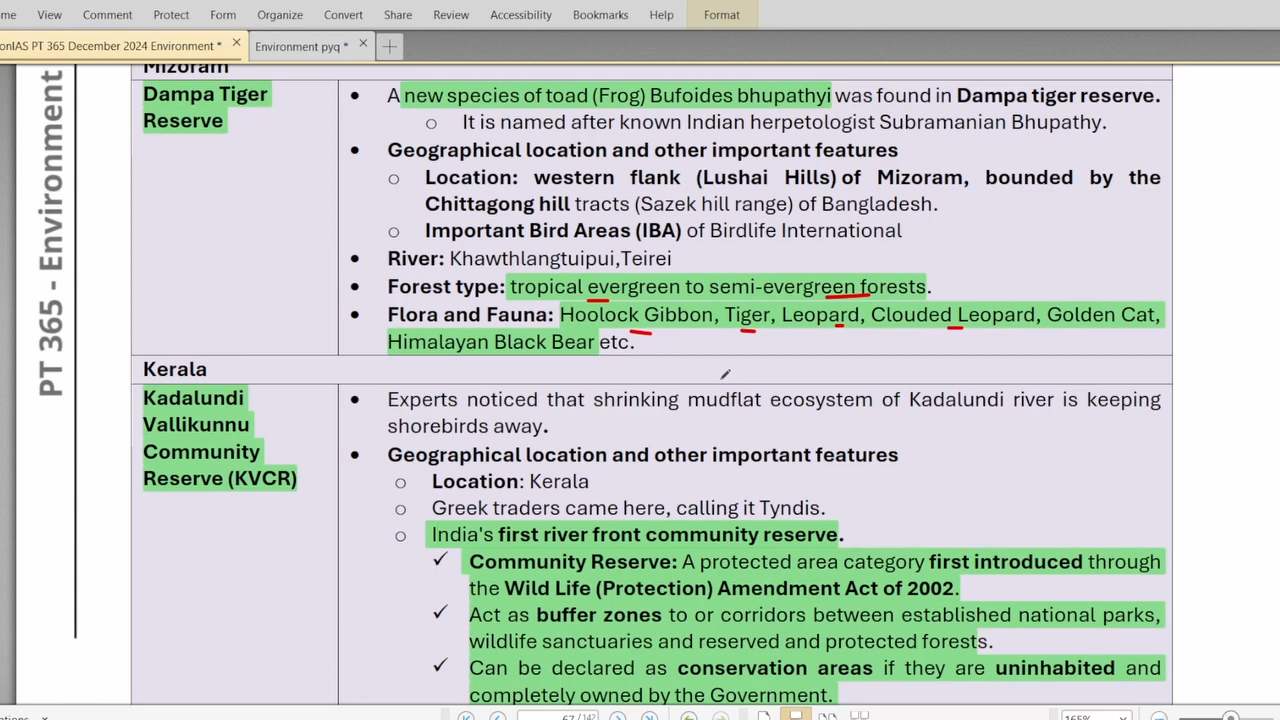 View Comment Protect Form Organize Convert Share Review Accessibility Bookmarks Help Format
onIAS PT 365 December 2024 Environment * Environment pyq *
PT 365 - Environment
Mizoram
Dampa Tiger
Reserve
• A new species of toad (Frog) Bufoides bhupathyi was found in Dampa tiger reserve.
○ It is named after known Indian herpetologist Subramanian Bhupathy.
• Geographical location and other important features
○ Location: western flank (Lushai Hills) of Mizoram, bounded by the
Chittagong hill tracts (Sazek hill range) of Bangladesh.
○ Important Bird Areas (IBA) of Birdlife International
• River: Khawthlangtuipui,Teirei
• Forest type: tropical evergreen to semi-evergreen forests.
• Flora and Fauna: Hoolock Gibbon, Tiger, Leopard, Clouded Leopard, Golden Cat,
Himalayan Black Bear etc.
Kerala
Kadalundi
Vallikunnu
Community
Reserve (KVCR)
• Experts noticed that shrinking mudflat ecosystem of Kadalundi river is keeping
shorebirds away.
• Geographical location and other important features
○ Location: Kerala
○ Greek traders came here, calling it Tyndis.
○ India's first river front community reserve.
✓ Community Reserve: A protected area category first introduced through
the Wild Life (Protection) Amendment Act of 2002.
✓ Act as buffer zones to or corridors between established national parks,
wildlife sanctuaries and reserved and protected forests.
✓ Can be declared as conservation areas if they are uninhabited and
completely owned by the Government.
67 / 142
165%